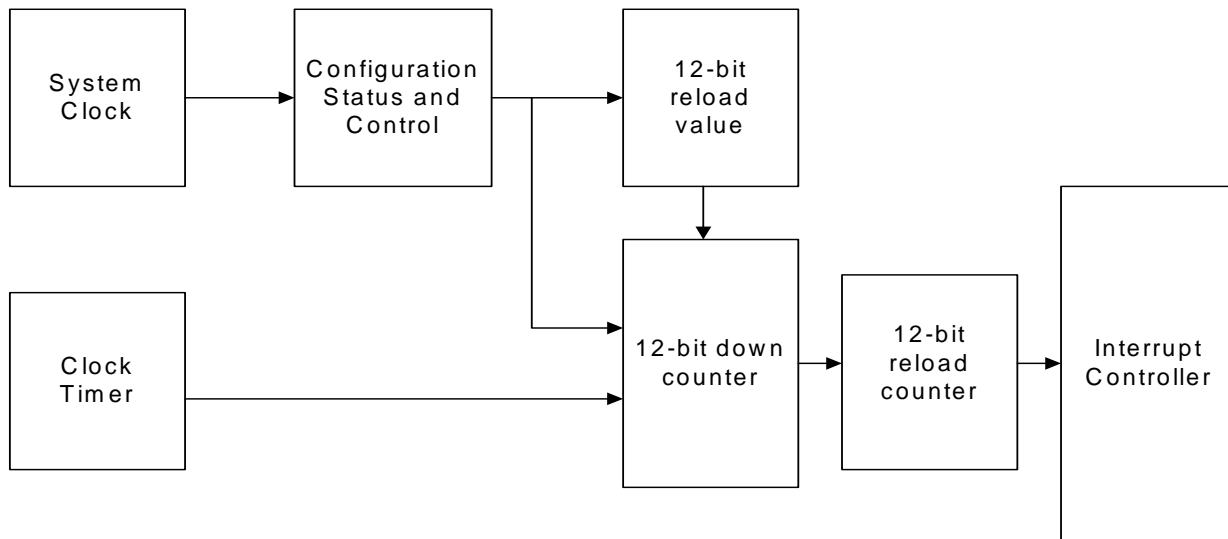 System
Clock
Configuration
Status and
Control
12-bit
reload
value
Clock
Timer
12-bit down
counter
12-bit
reload
counter
Interrupt
Controller